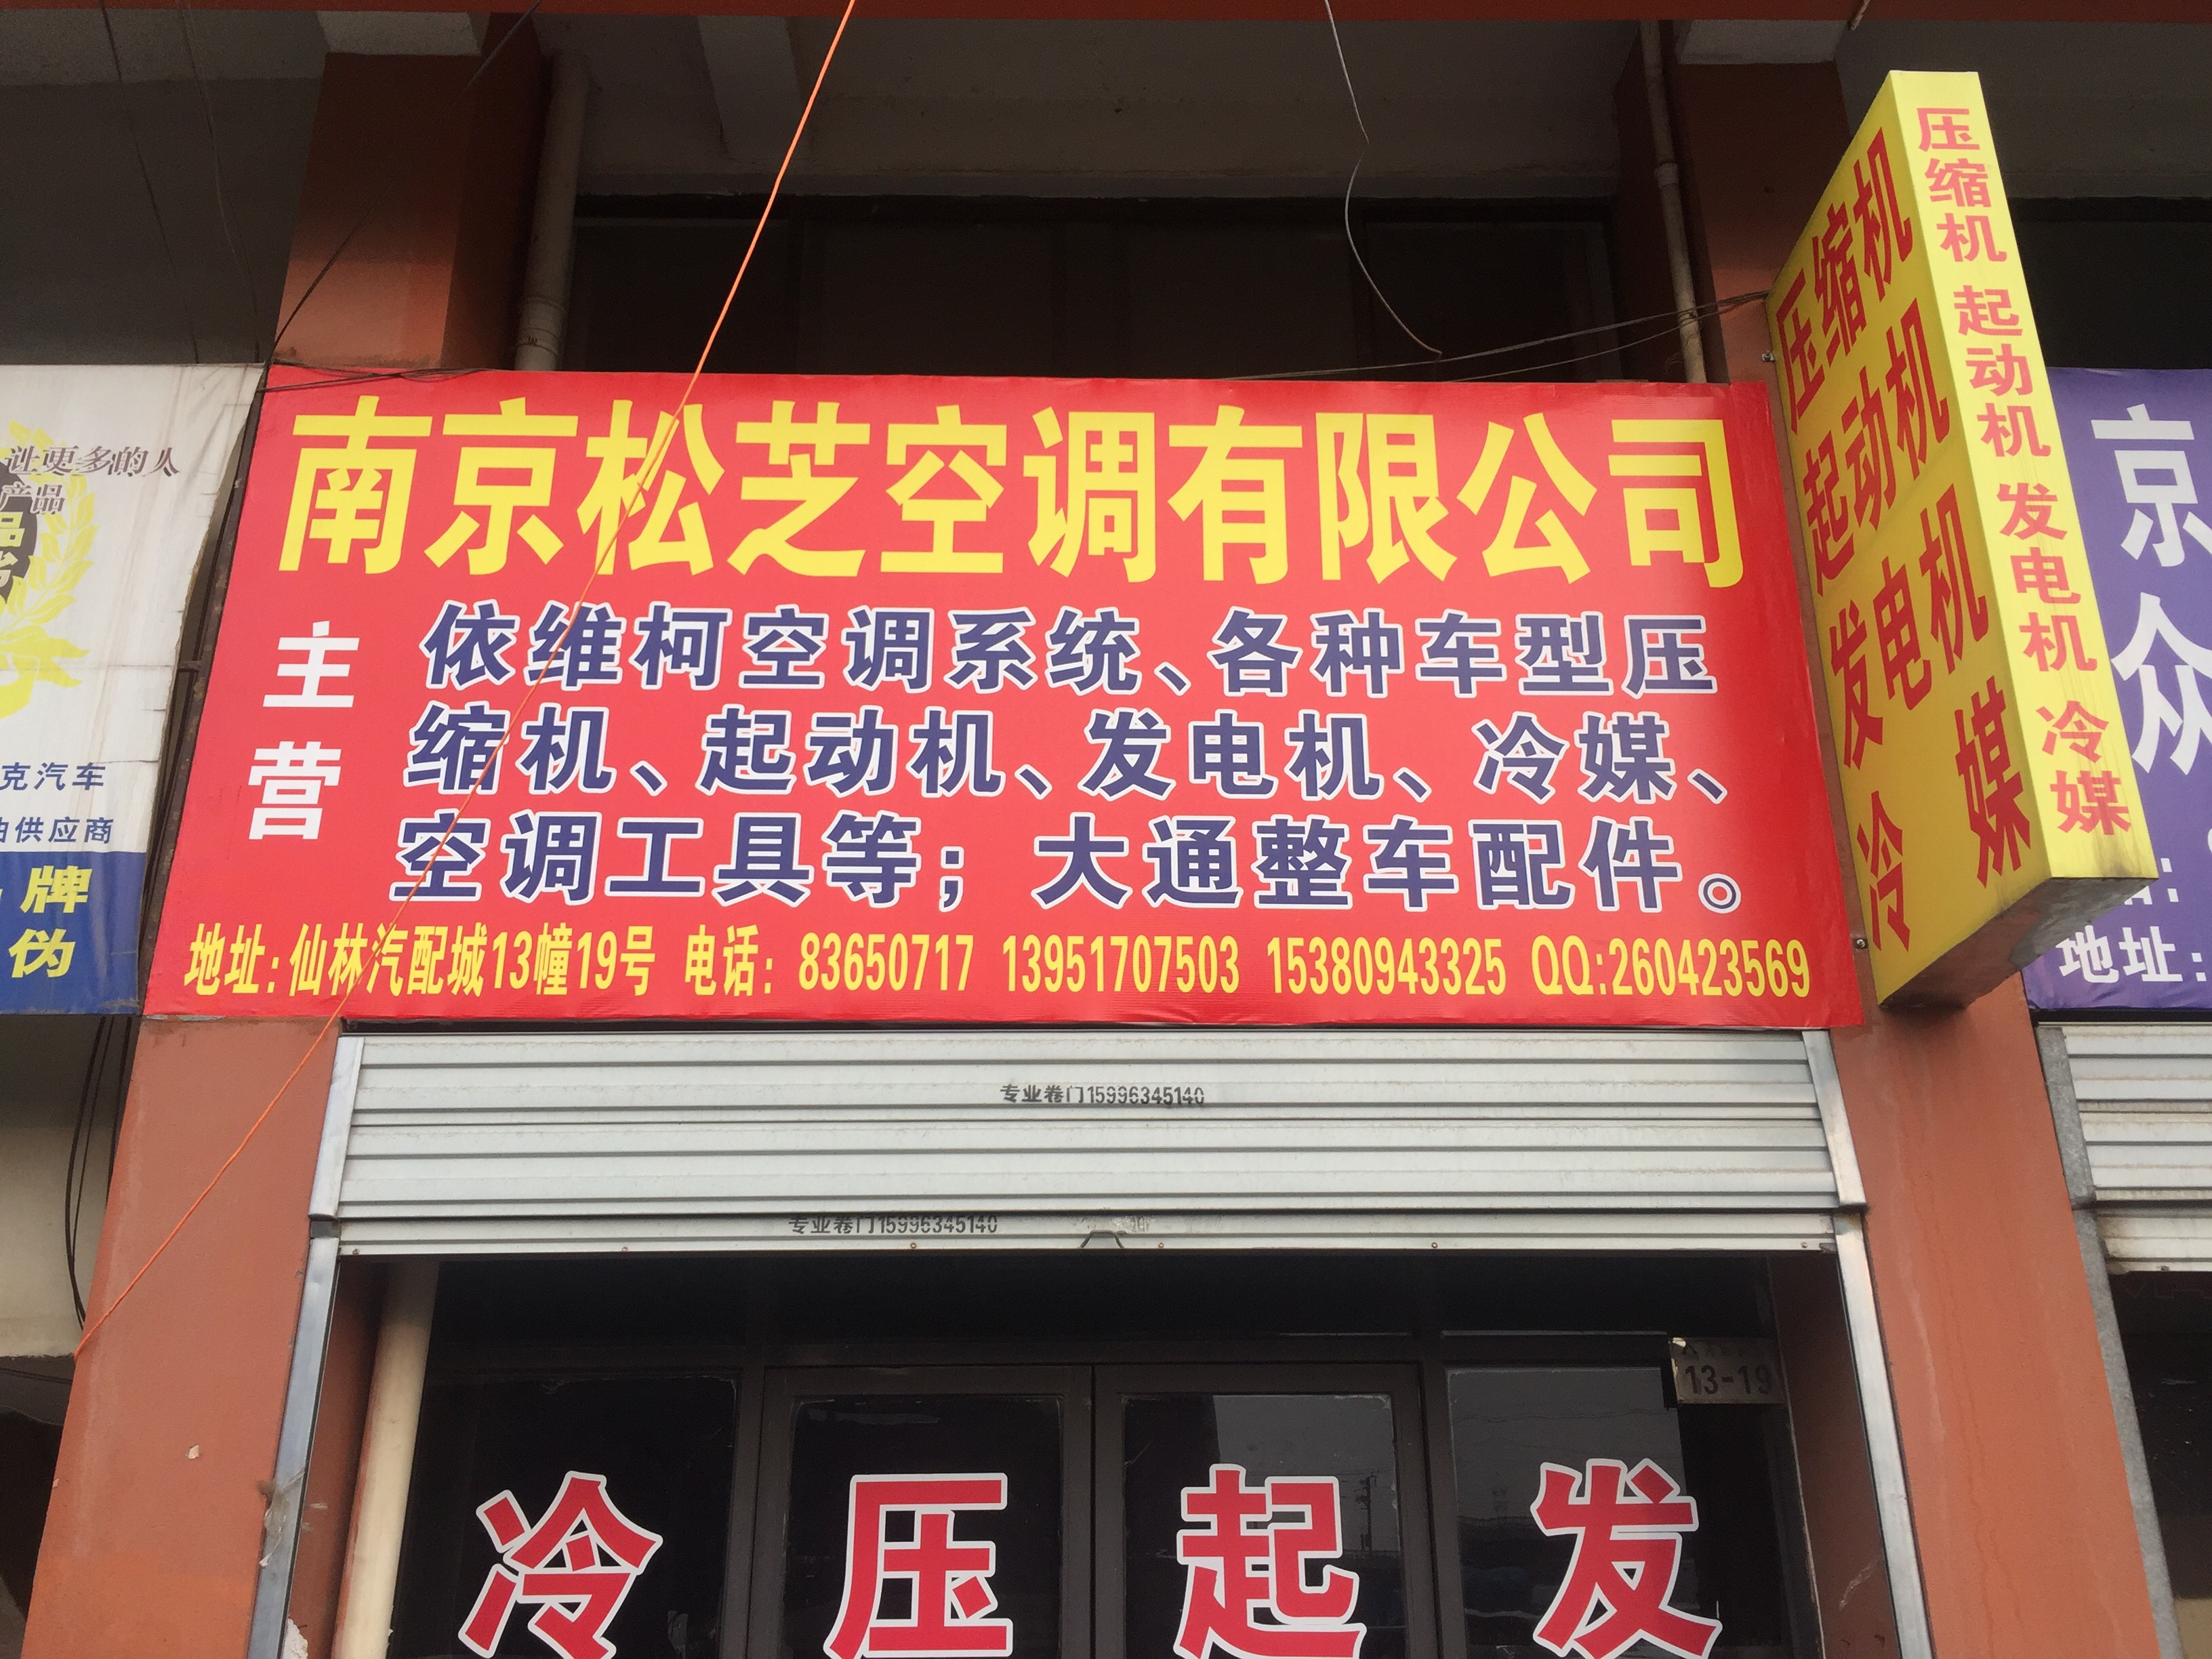 南京松芝空调有限公司
主营
依维柯空调系统、各种车型压
缩机、起动机、发电机、冷媒、
空调工具等；大通整车配件。
地址:仙林汽配城13幢19号 电话: 83650717 13951707503 15380943325 QQ:260423569
压缩机
起动机
发电机
冷媒
压缩机 起动机 发电机 冷媒
让更多的人
产品
克汽车
油供应商
牌
伪
京
众
地址:
专业卷门15996345140
专业卷门15996345140
13-19
冷 压 起 发